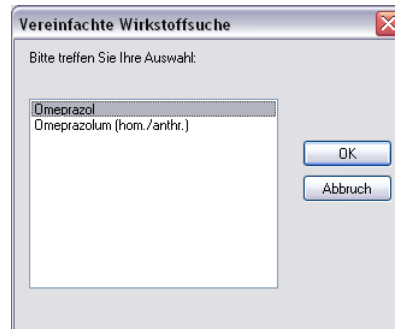 Vereinfachte Wirkstoffsuche
Bitte treffen Sie Ihre Auswahl:
Omeprazol
Omeprazolum (hom./anthr.)
OK
Abbruch